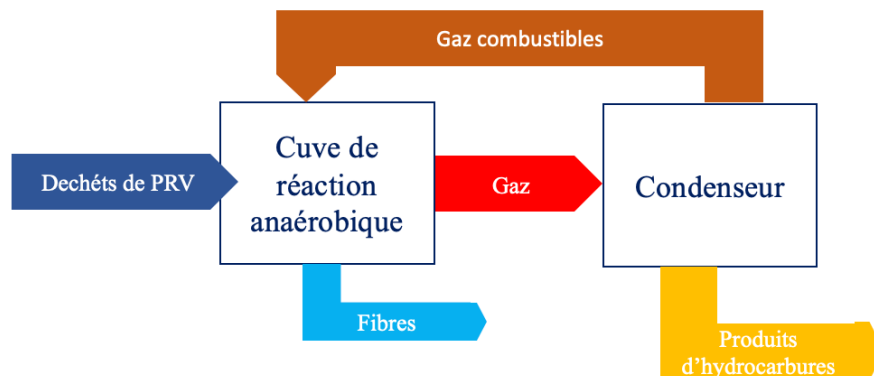 Gaz combustibles
Dechéts de PRV
Cuve de
réaction
anaérobique
Gaz
Condenseur
Fibres
Produits
d'hydrocarbures